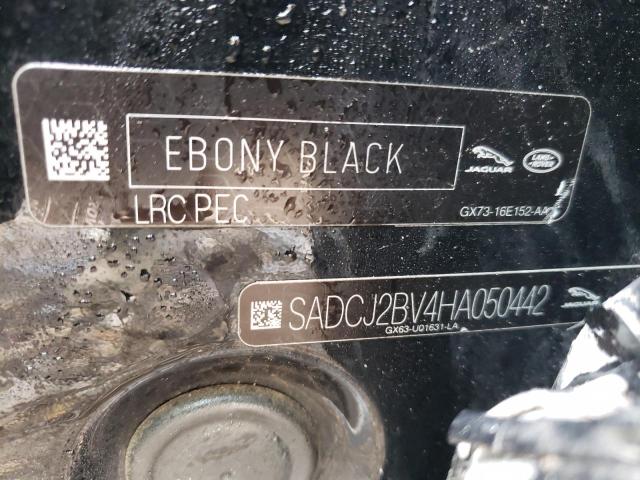 EBONY BLACK
JAGUAR
LAND-
ROVER
LRC PEC
GX73-16E152-AA
SADCJ2BV4HA050442
GX63-U01631-LA